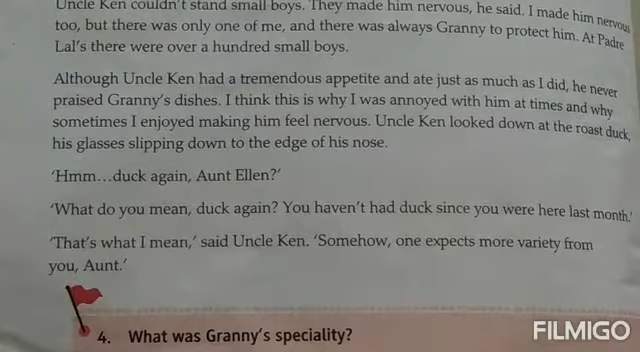 Uncle Ken couldn't stand small boys. They made him nervous, he said. I made him nervous
too, but there was only one of me, and there was always Granny to protect him. At Padre
Lal's there were over a hundred small boys.
Although Uncle Ken had a tremendous appetite and ate just as much as I did, he never
praised Granny's dishes. I think this is why I was annoyed with him at times and why
sometimes I enjoyed making him feel nervous. Uncle Ken looked down at the roast duck,
his glasses slipping down to the edge of his nose.
'Hmm...duck again, Aunt Ellen?'
'What do you mean, duck again? You haven't had duck since you were here last month.'
'That's what I mean,' said Uncle Ken. 'Somehow, one expects more variety from
you, Aunt.'
4. What was Granny's speciality?
FILMIGO